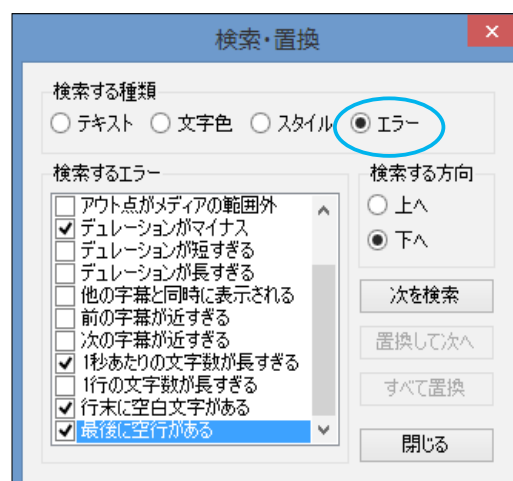 検索・置換
検索する種類
テキスト 文字色 スタイル エラー
検索するエラー
アウト点がメディアの範囲外
デュレーションがマイナス
デュレーションが短すぎる
デュレーションが長すぎる
他の字幕と同時に表示される
前の字幕が近すぎる
次の字幕が近すぎる
1秒あたりの文字数が長すぎる
1行の文字数が長すぎる
行末に空白文字がある
最後に空行がある
検索する方向
上へ
下へ
次を検索
置換して次へ
すべて置換
閉じる